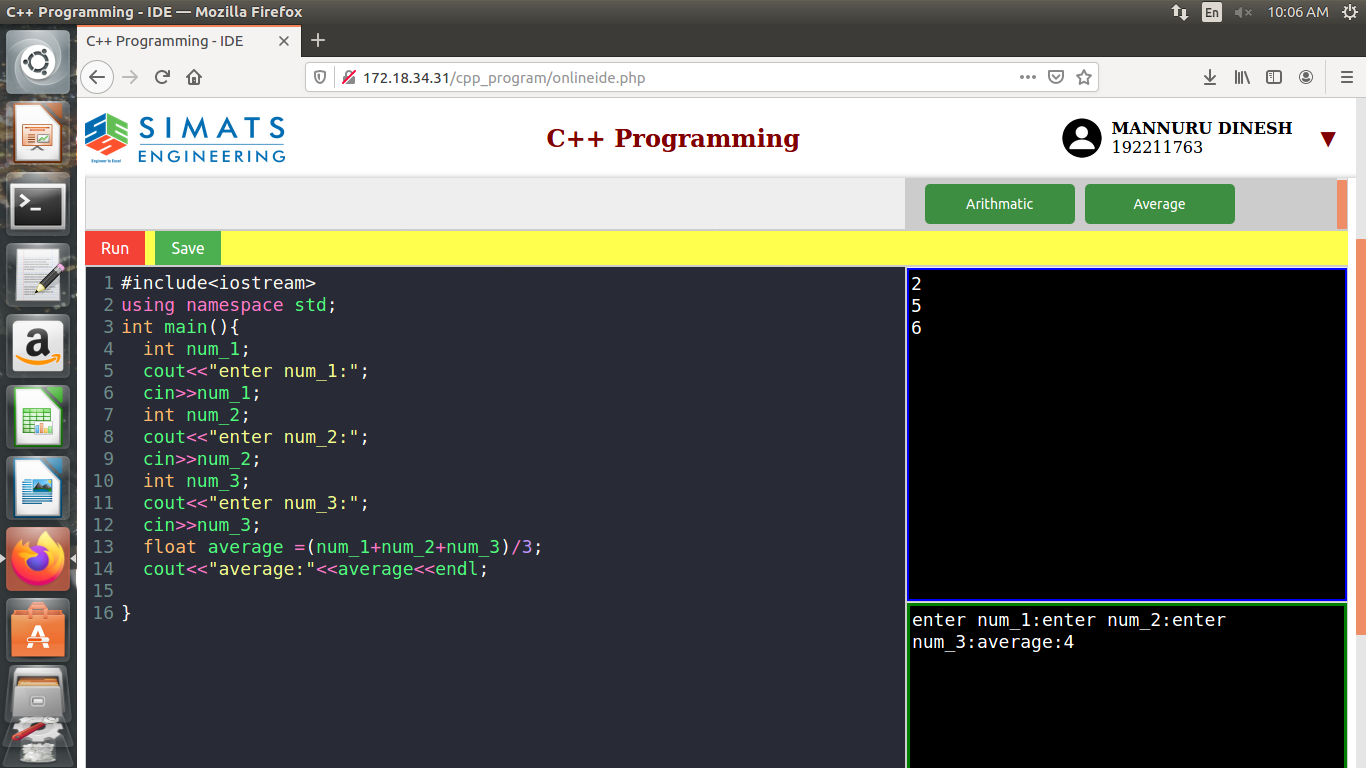 C++ Programming - IDE — Mozilla Firefox
En
10:06 AM
C++ Programming - IDE
172.18.34.31/cpp_program/onlineide.php
SIMATS
ENGINEERING
Engineer to Excel
C++ Programming
MANNURU DINESH
192211763
Arithmatic
Average
Run
Save
1 #include<iostream>
2 using namespace std;
3 int main(){
4 int num_1;
5 cout<<"enter num_1:";
6 cin>>num_1;
7 int num_2;
8 cout<<"enter num_2:";
9 cin>>num_2;
10 int num_3;
11 cout<<"enter num_3:";
12 cin>>num_3;
13 float average =(num_1+num_2+num_3)/3;
14 cout<<"average:"<<average<<endl;
15
16 }
2
5
6
enter num_1:enter num_2:enter
num_3:average:4